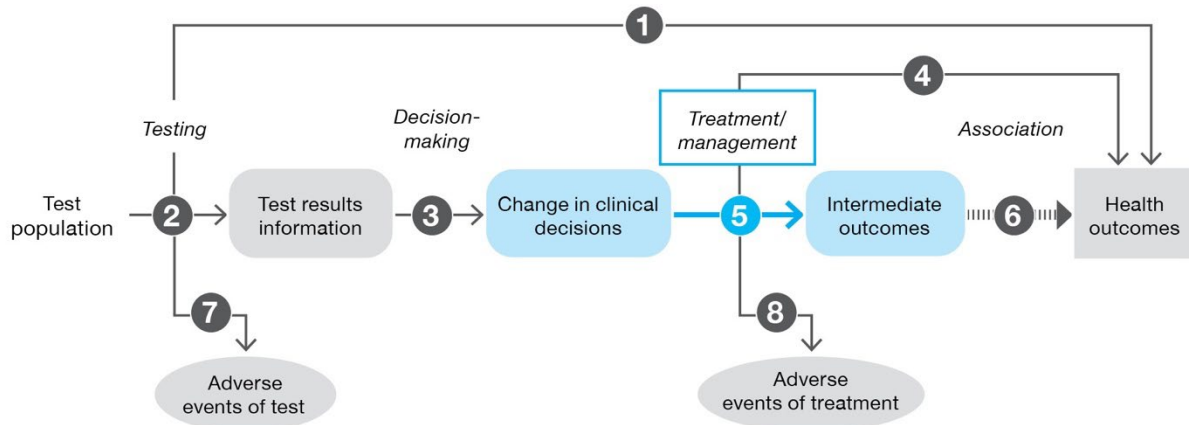 1
4
Testing
Decision-
making
Treatment/
management
Association
Test
population
2
Test results
information
3
Change in clinical
decisions
5
Intermediate
outcomes
6
Health
outcomes
7
8
Adverse
events of test
Adverse
events of treatment